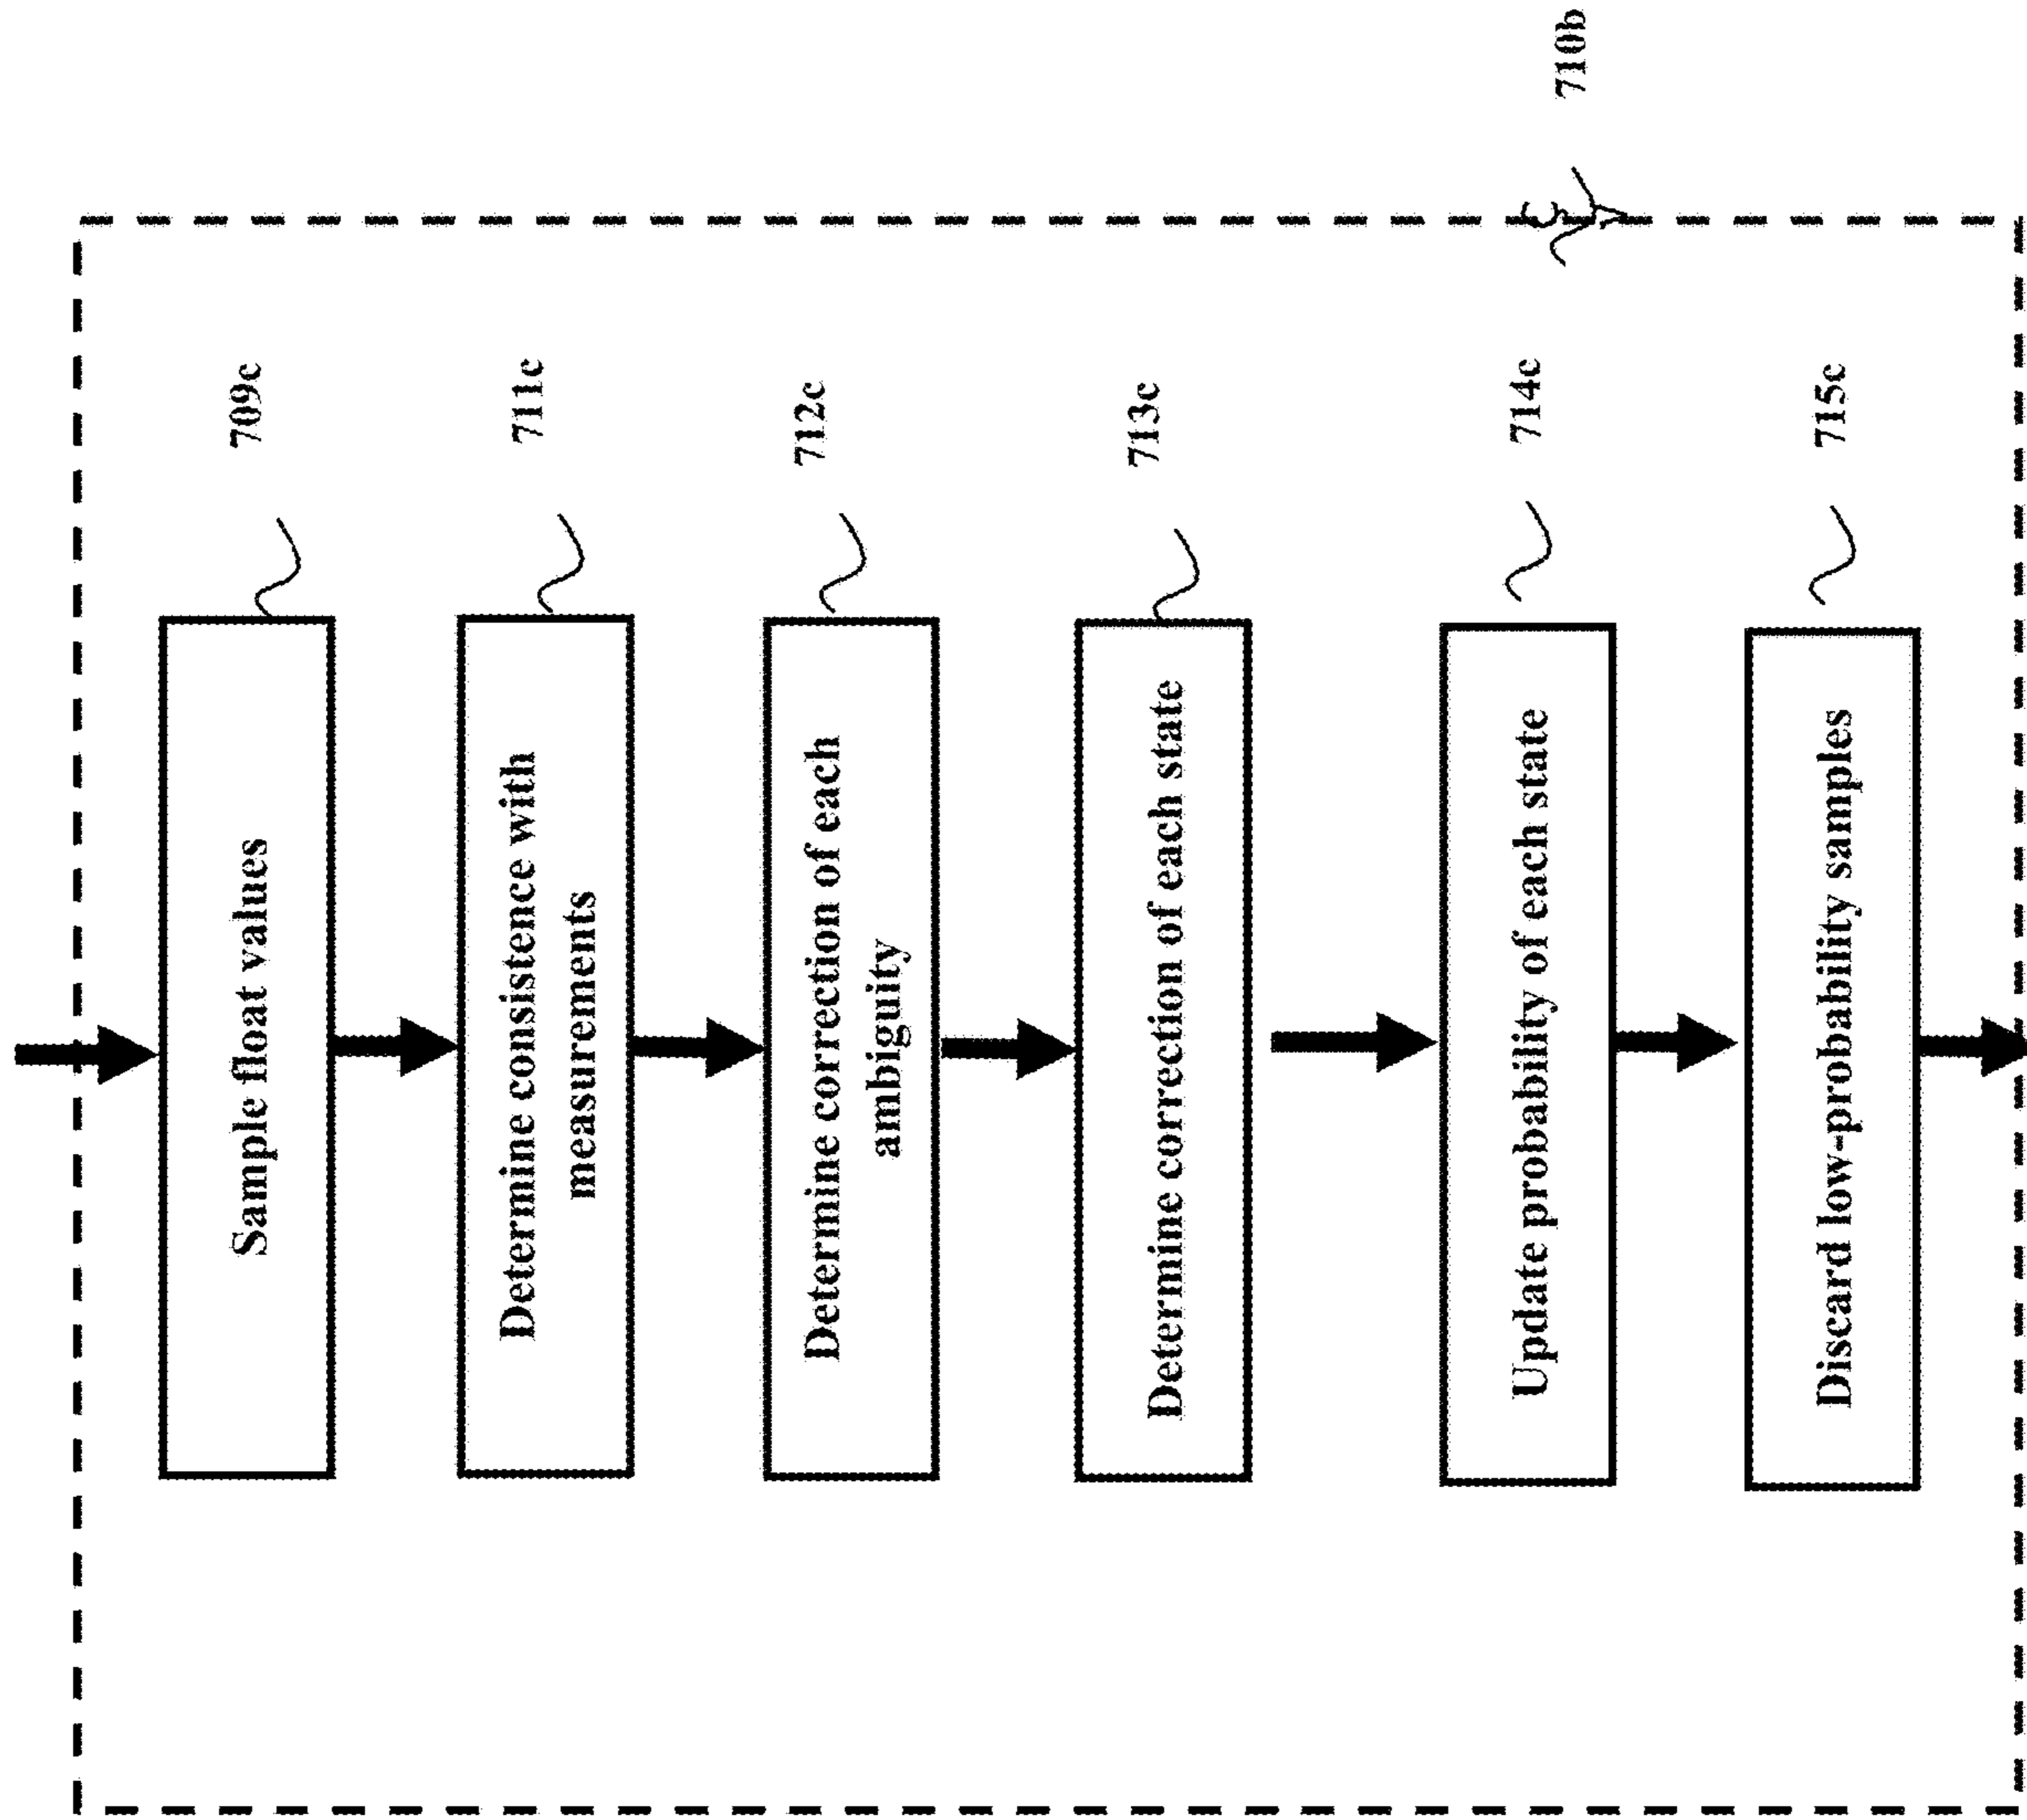 Sample float values
709c
Determine consistence with
measurements
711c
Determine correction of each
ambiguity
712c
Determine correction of each state
713c
Update probability of each state
714c
Discard low-probability samples
715c
710b